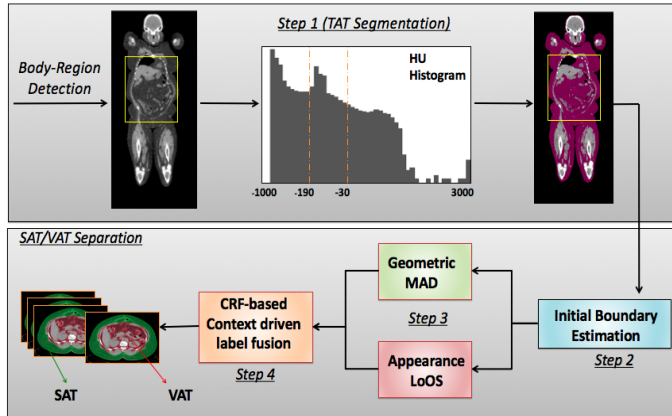 Step 1 (TAT Segmentation)
Body-Region
Detection
HU
Histogram
-1000
-190
-30
3000
SAT/VAT Separation
Geometric
MAD
Step 3
Appearance
LoOS
Initial Boundary
Estimation
Step 2
CRF-based
Context driven
label fusion
Step 4
SAT
VAT